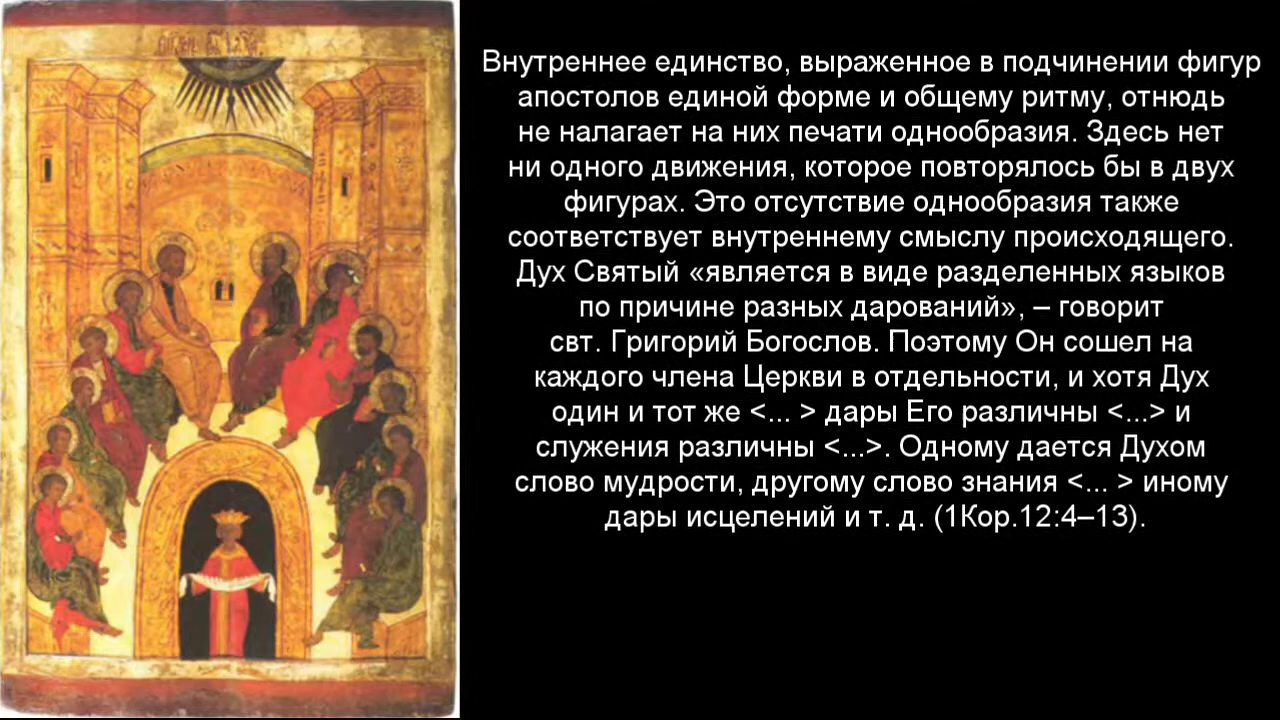 Внутреннее единство, выраженное в подчинении фигур
апостолов единой форме и общему ритму, отнюдь
не налагает на них печати однообразия. Здесь нет
ни одного движения, которое повторялось бы в двух
фигурах. Это отсутствие однообразия также
соответствует внутреннему смыслу происходящего.
Дух Святый «является в виде разделенных языков
по причине разных дарований», – говорит
свт. Григорий Богослов. Поэтому Он сошел на
каждого члена Церкви в отдельности, и хотя Дух
один и тот же <... > дары Его различны <...> и
служения различны <...>. Одному дается Духом
слово мудрости, другому слово знания <... > иному
дары исцелений и т. д. (1Кор.12:4–13).